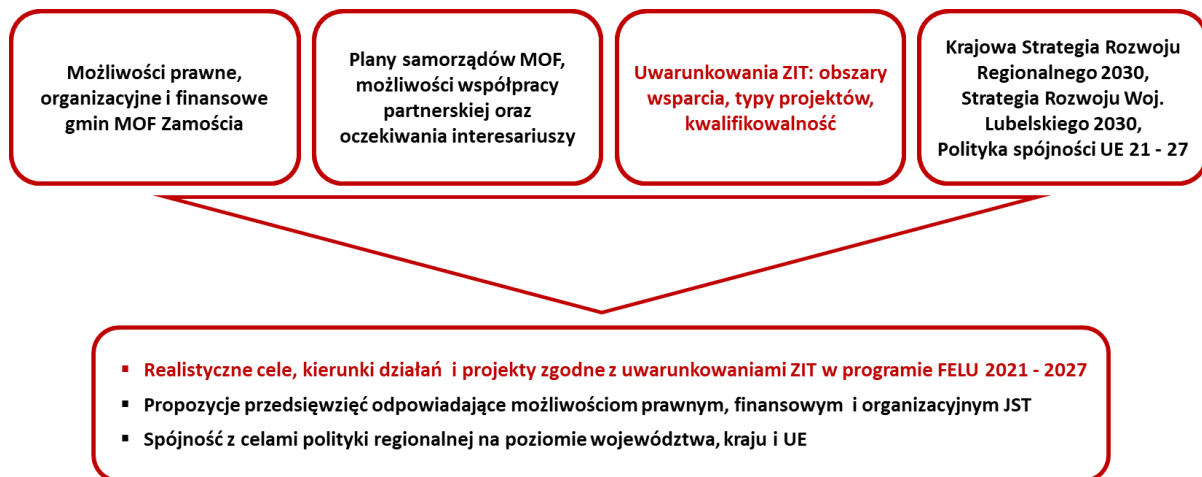 Możliwości prawne,
organizacyjne i finansowe
gmin MOF Zamościa
Plany samorządów MOF,
możliwości współpracy
partnerskiej oraz
oczekiwania interesariuszy
Uwarunkowania ZIT: obszary
wsparcia, typy projektów,
kwalifikowalność
Krajowa Strategia Rozwoju
Regionalnego 2030,
Strategia Rozwoju Woj.
Lubelskiego 2030,
Polityka spójności UE 21 - 27
▪ Realistyczne cele, kierunki działań i projekty zgodne z uwarunkowaniami ZIT w programie FELU 2021 - 2027
▪ Propozycje przedsięwzięć odpowiadające możliwościom prawnym, finansowym i organizacyjnym JST
▪ Spójność z celami polityki regionalnej na poziomie województwa, kraju i UE